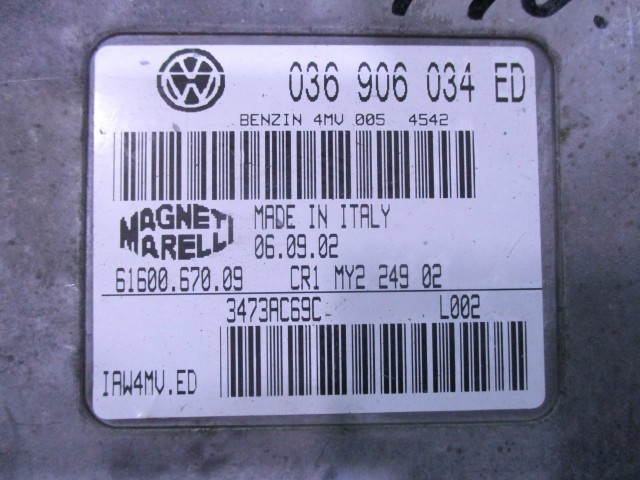 036 906 034 ED
BENZIN 4MV 005 4542
MAGNETI MARELLI
MADE IN ITALY
06.09.02
61600.670.09 CR1 MY2 249 02
3473AC69C- L002
IAW4MV.ED